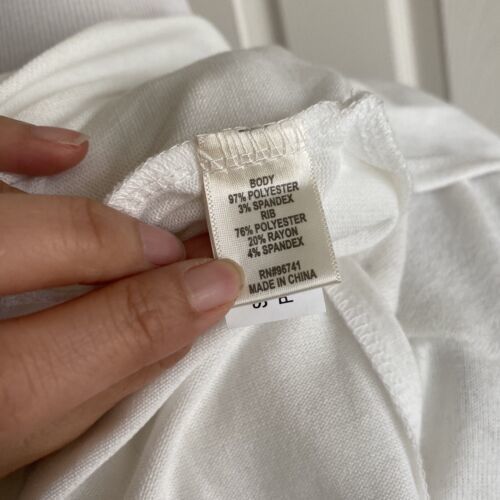 BODY
97% POLYESTER
3% SPANDEX
RIB
76% POLYESTER
20% RAYON
4% SPANDEX
RN#96741
MADE IN CHINA
S
P